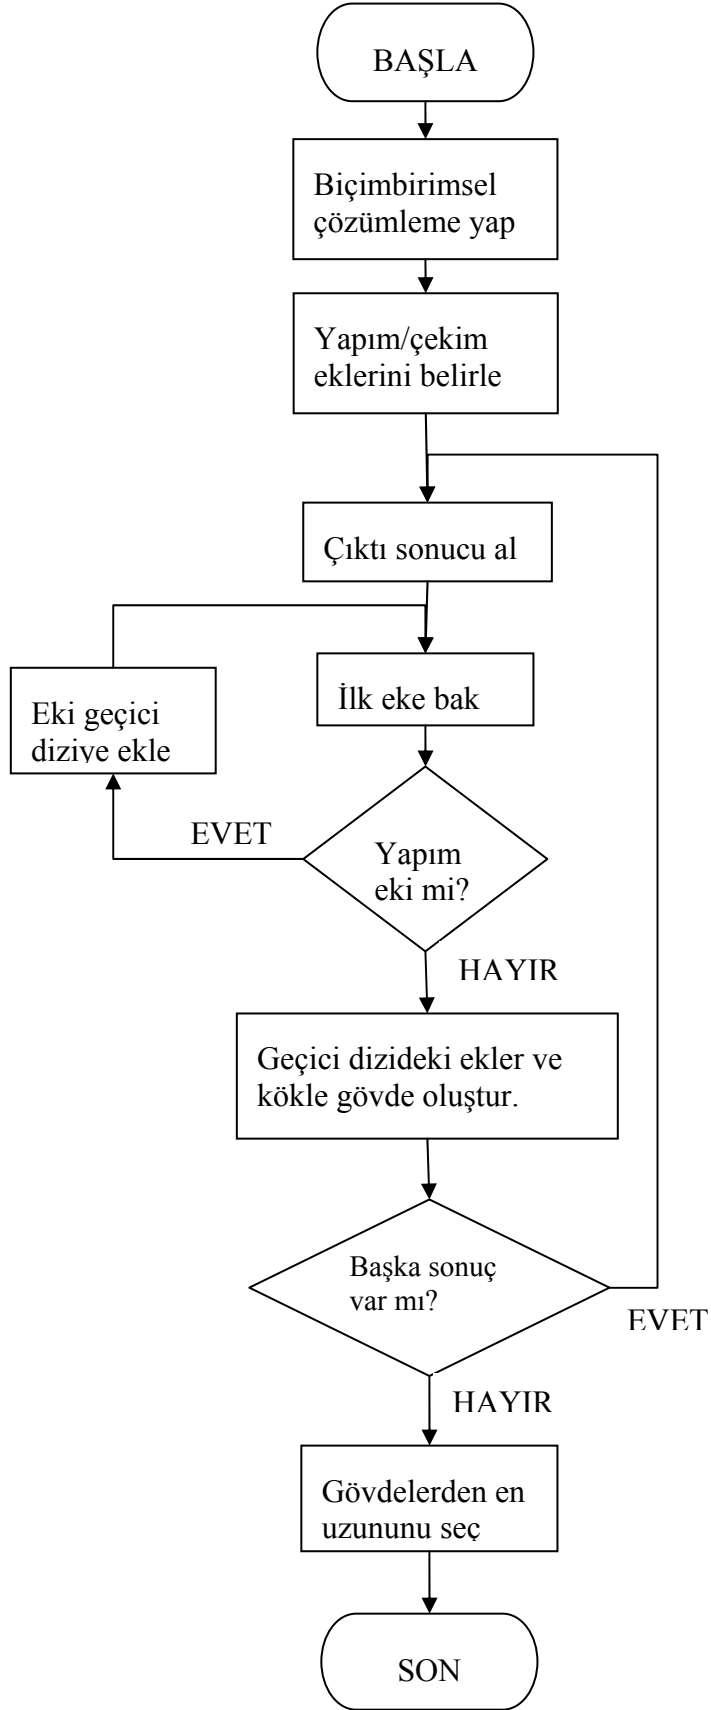 BAŞLA
Biçimbirimsel
çözümleme yap
Yapım/çekim
eklerini belirle
Çıktı sonucu al
İlk eke bak
Eki geçici
diziye ekle
EVET
Yapım
eki mi?
HAYIR
Geçici dizideki ekler ve
kökle gövde oluştur.
Başka sonuç
var mı?
EVET
HAYIR
Gövdelerden en
uzununu seç
SON